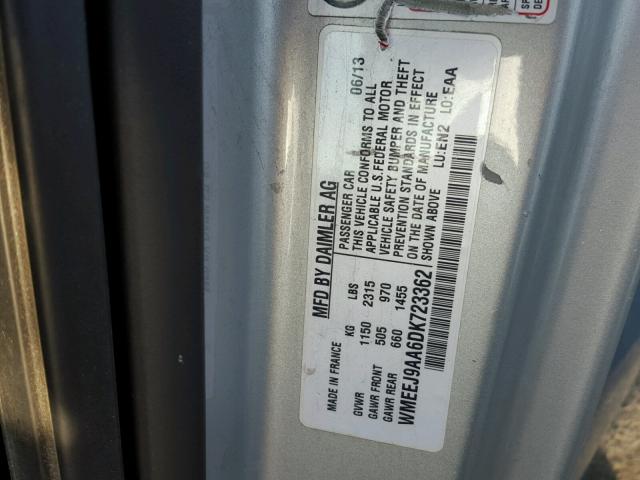 MFD BY DAIMLER AG
PASSENGER CAR 06/13
THIS VEHICLE CONFORMS TO ALL
APPLICABLE U.S. FEDERAL MOTOR
VEHICLE SAFETY BUMPER AND THEFT
PREVENTION STANDARDS IN EFFECT
ON THE DATE OF MANUFACTURE
SHOWN ABOVE LU:EN2 LO:EAA
MADE IN FRANCE KG LBS
GVWR 1150 2315
GAWR FRONT 505 970
GAWR REAR 660 1455
WMEEJ9AA6DK723362